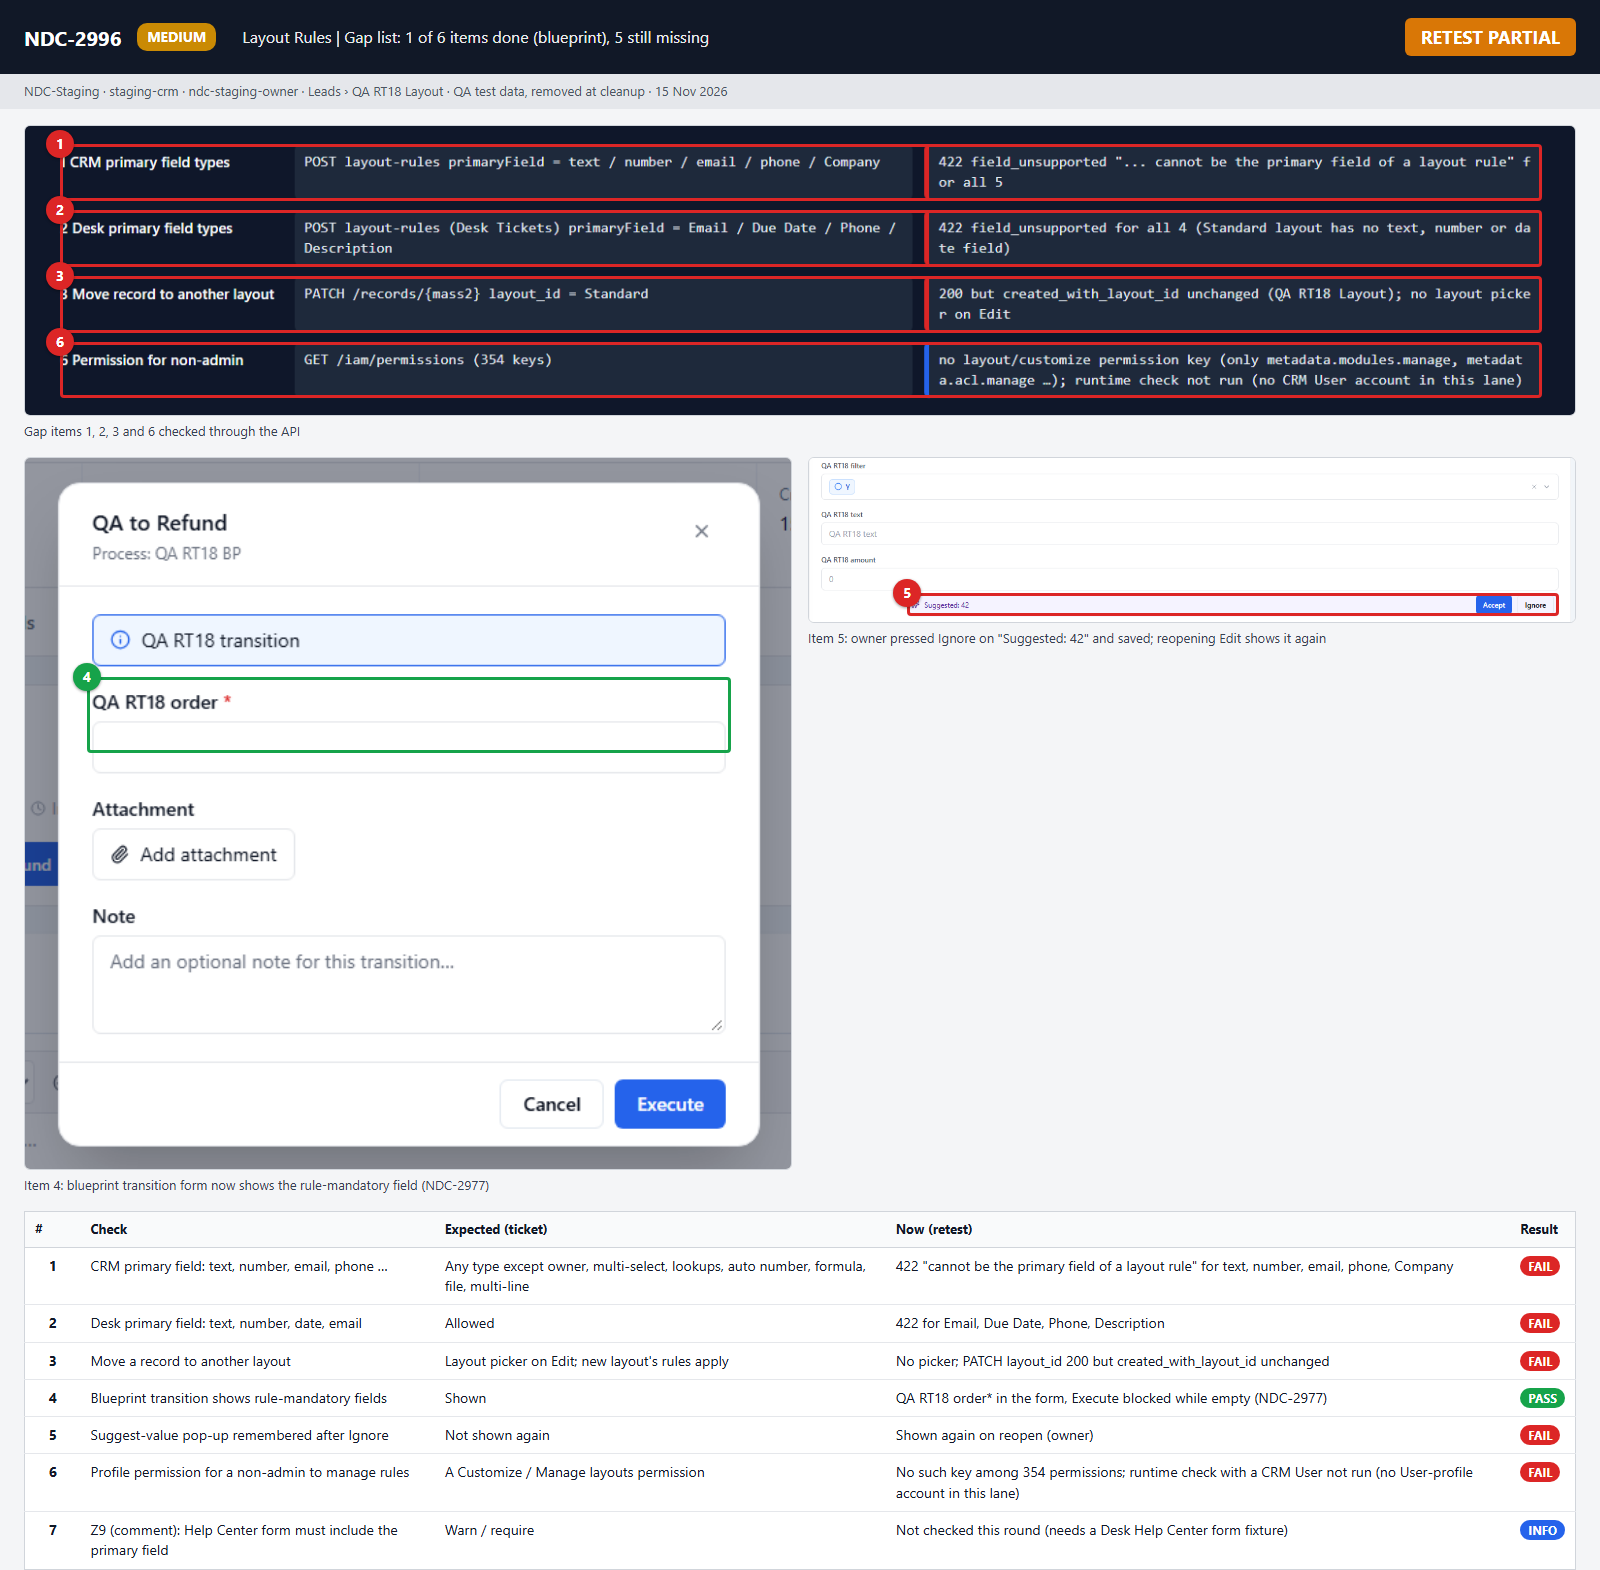 NDC-2996 MEDIUM Layout Rules | Gap list: 1 of 6 items done (blueprint), 5 still missing RETEST PARTIAL
NDC-Staging · staging-crm · ndc-staging-owner · Leads › QA RT18 Layout · QA test data, removed at cleanup · 15 Nov 2026
1
CRM primary field types
POST layout-rules primaryField = text / number / email / phone / Company
422 field_unsupported "... cannot be the primary field of a layout rule" f
or all 5
2
Desk primary field types
POST layout-rules (Desk Tickets) primaryField = Email / Due Date / Phone /
Description
422 field_unsupported for all 4 (Standard layout has no text, number or da
te field)
3
Move record to another layout
PATCH /records/{mass2} layout_id = Standard
200 but created_with_layout_id unchanged (QA RT18 Layout); no layout picke
r on Edit
6
Permission for non-admin
GET /iam/permissions (354 keys)
no layout/customize permission key (only metadata.modules.manage, metadat
a.acl.manage …); runtime check not run (no CRM User account in this lane)
Gap items 1, 2, 3 and 6 checked through the API
QA to Refund
Process: QA RT18 BP
QA RT18 transition
4
QA RT18 order *
Attachment
Add attachment
Note
Add an optional note for this transition...
Cancel Execute
Item 4: blueprint transition form now shows the rule-mandatory field (NDC-2977)
QA RT18 filter
Y
QA RT18 text
QA RT18 text
QA RT18 amount
0
5
Suggested: 42 Accept Ignore
Item 5: owner pressed Ignore on "Suggested: 42" and saved; reopening Edit shows it again
# Check Expected (ticket) Now (retest) Result
1 CRM primary field: text, number, email, phone ... Any type except owner, multi-select, lookups, auto number, formula, file, multi-line 422 "cannot be the primary field of a layout rule" for text, number, email, phone, Company FAIL
2 Desk primary field: text, number, date, email Allowed 422 for Email, Due Date, Phone, Description FAIL
3 Move a record to another layout Layout picker on Edit; new layout's rules apply No picker; PATCH layout_id 200 but created_with_layout_id unchanged FAIL
4 Blueprint transition shows rule-mandatory fields Shown QA RT18 order* in the form, Execute blocked while empty (NDC-2977) PASS
5 Suggest-value pop-up remembered after Ignore Not shown again Shown again on reopen (owner) FAIL
6 Profile permission for a non-admin to manage rules A Customize / Manage layouts permission No such key among 354 permissions; runtime check with a CRM User not run (no User-profile account in this lane) FAIL
7 Z9 (comment): Help Center form must include the primary field Warn / require Not checked this round (needs a Desk Help Center form fixture) INFO